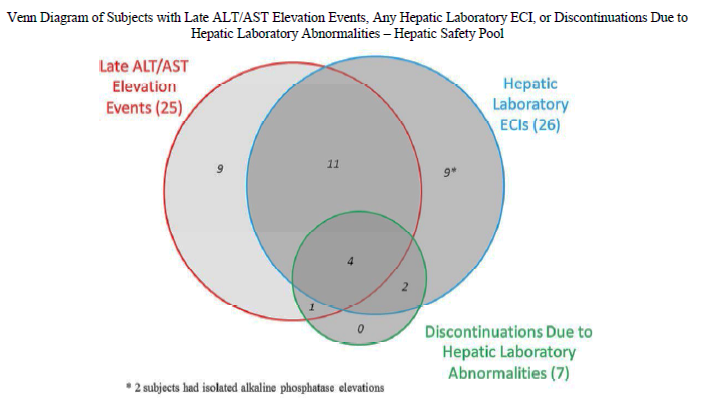 Venn Diagram of Subjects with Late ALT/AST Elevation Events, Any Hepatic Laboratory ECI, or Discontinuations Due to
Hepatic Laboratory Abnormalities – Hepatic Safety Pool
Late ALT/AST
Elevation
Events (25)
Hepatic
Laboratory
ECIs (26)
9
11
9*
4
2
1
0
Discontinuations Due to
Hepatic Laboratory
Abnormalities (7)
* 2 subjects had isolated alkaline phosphatase elevations